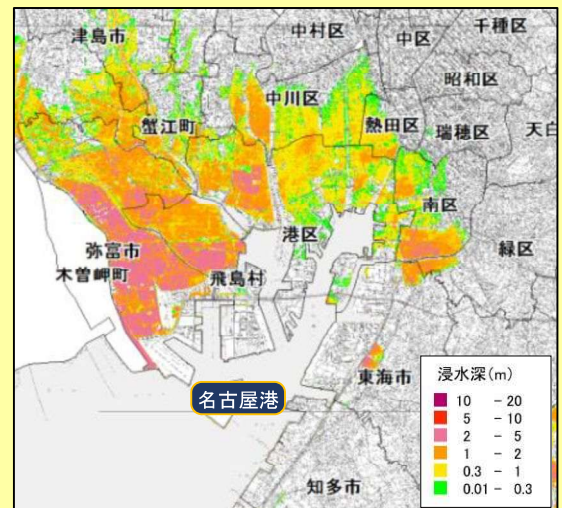 津島市
中村区
中区
千種区
昭和区
中川区
蟹江町
熱田区
瑞穂区
天白
南区
港区
緑区
弥富市
木曽岬町
飛島村
東海市
名古屋港
知多市
浸水深(m)
10 - 20
5 - 10
2 - 5
1 - 2
0.3 - 1
0.01 - 0.3